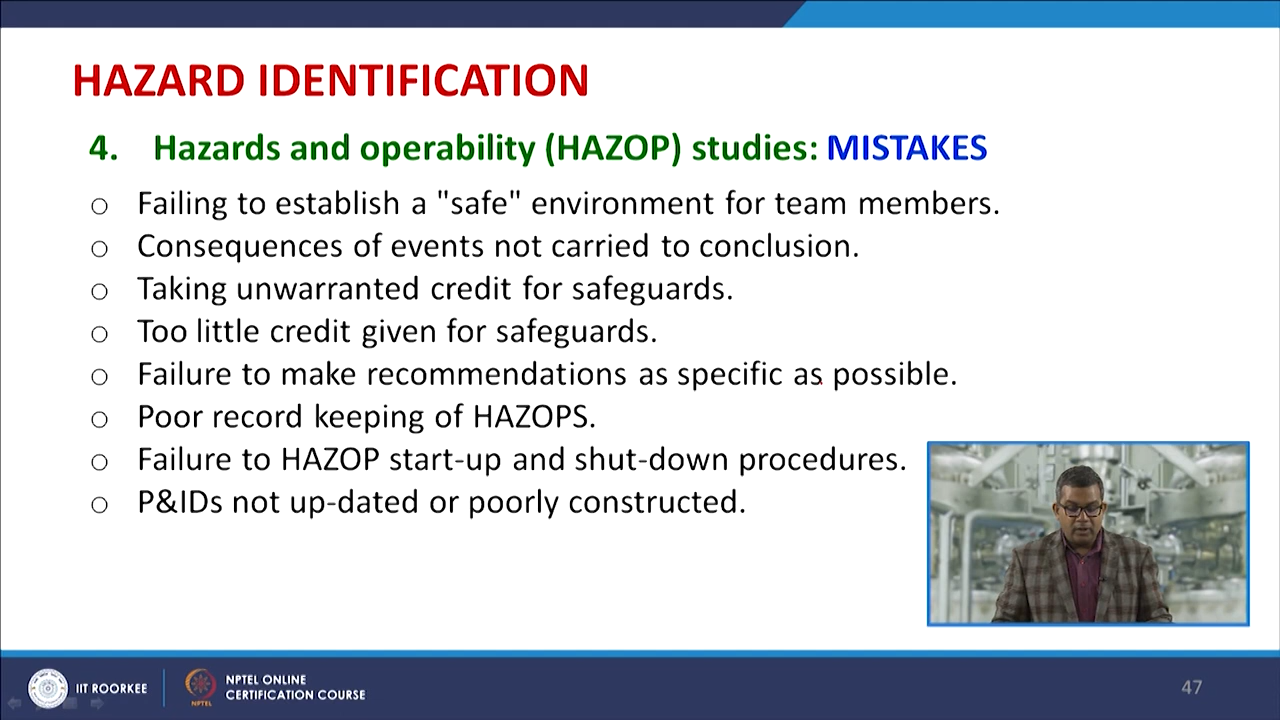 HAZARD IDENTIFICATION
4. Hazards and operability (HAZOP) studies: MISTAKES
o Failing to establish a "safe" environment for team members.
o Consequences of events not carried to conclusion.
o Taking unwarranted credit for safeguards.
o Too little credit given for safeguards.
o Failure to make recommendations as specific as possible.
o Poor record keeping of HAZOPS.
o Failure to HAZOP start-up and shut-down procedures.
o P&IDs not up-dated or poorly constructed.
IIT ROORKEE
NPTEL
NPTEL ONLINE
CERTIFICATION COURSE
47